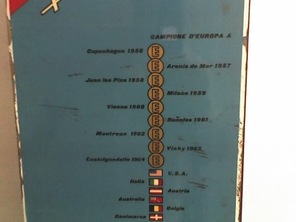 CAMPIONE D'EUROPA A
Copenhagen 1956
Arenis de Mar 1957
Juan les Pins 1958
Milano 1959
Vienna 1960
1961
Montreux 1962
Vichy 1963
Castelgandolfo 1964
U.S.A.
Italia
Austria
Australia
Belgio
Danimarca